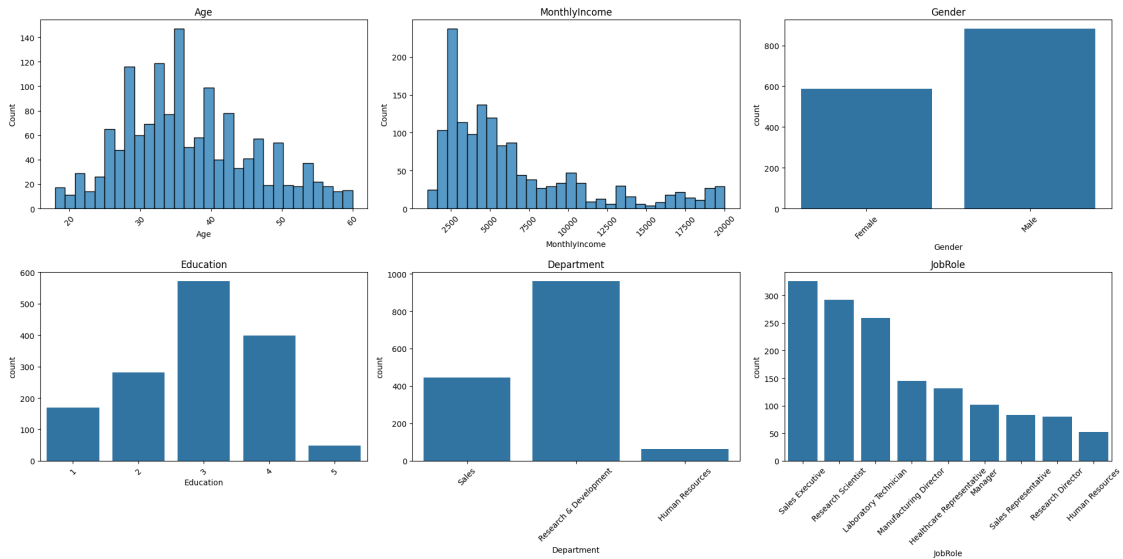 Age
MonthlyIncome
Gender
Count
140
120
100
80
60
40
20
0
20
30
40
50
60
Age
Count
200
150
100
50
0
2500
5000
7500
10000
12500
15000
17500
20000
MonthlyIncome
count
800
600
400
200
0
Female
Male
Gender
Education
Department
JobRole
count
600
500
400
300
200
100
0
1
2
3
4
5
Education
count
1000
800
600
400
200
0
Sales
Research & Development
Human Resources
Department
count
300
250
200
150
100
50
0
Sales Executive
Research Scientist
Laboratory Technician
Manufacturing Director
Healthcare Representative
Manager
Sales Representative
Research Director
Human Resources
JobRole